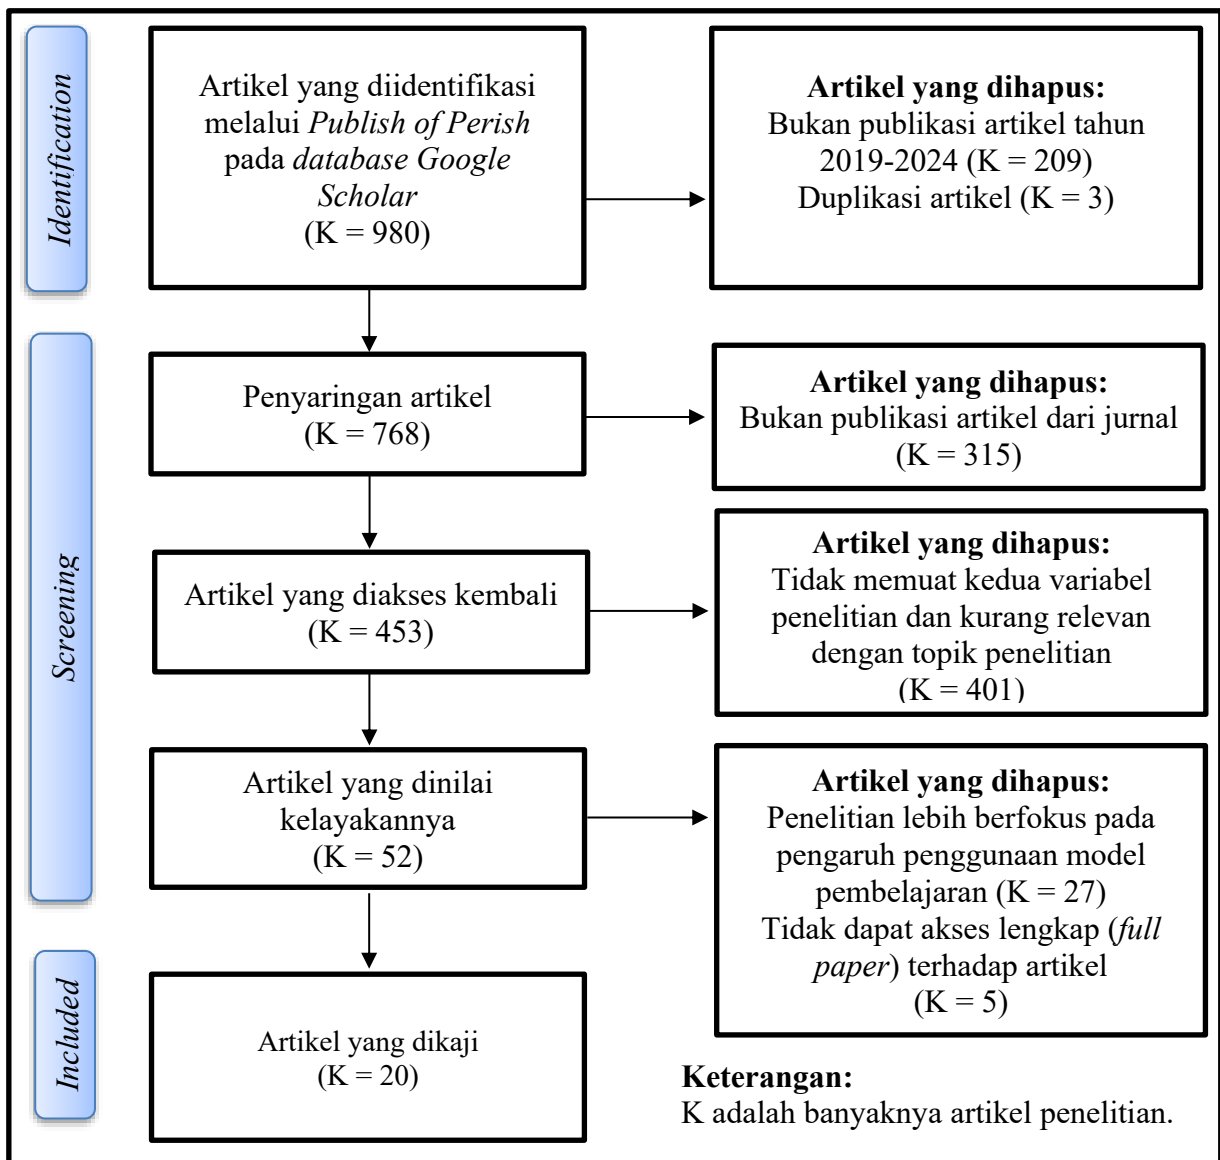 Identification
Artikel yang diidentifikasi
melalui Publish of Perish
pada database Google
Scholar
(K = 980)
Artikel yang dihapus:
Bukan publikasi artikel tahun
2019-2024 (K = 209)
Duplikasi artikel (K = 3)
Screening
Penyaringan artikel
(K = 768)
Artikel yang dihapus:
Bukan publikasi artikel dari jurnal
(K = 315)
Artikel yang diakses kembali
(K = 453)
Artikel yang dihapus:
Tidak memuat kedua variabel
penelitian dan kurang relevan
dengan topik penelitian
(K = 401)
Artikel yang dinilai
kelayakannya
(K = 52)
Artikel yang dihapus:
Penelitian lebih berfokus pada
pengaruh penggunaan model
pembelajaran (K = 27)
Tidak dapat akses lengkap (full
paper) terhadap artikel
(K = 5)
Included
Artikel yang dikaji
(K = 20)
Keterangan:
K adalah banyaknya artikel penelitian.